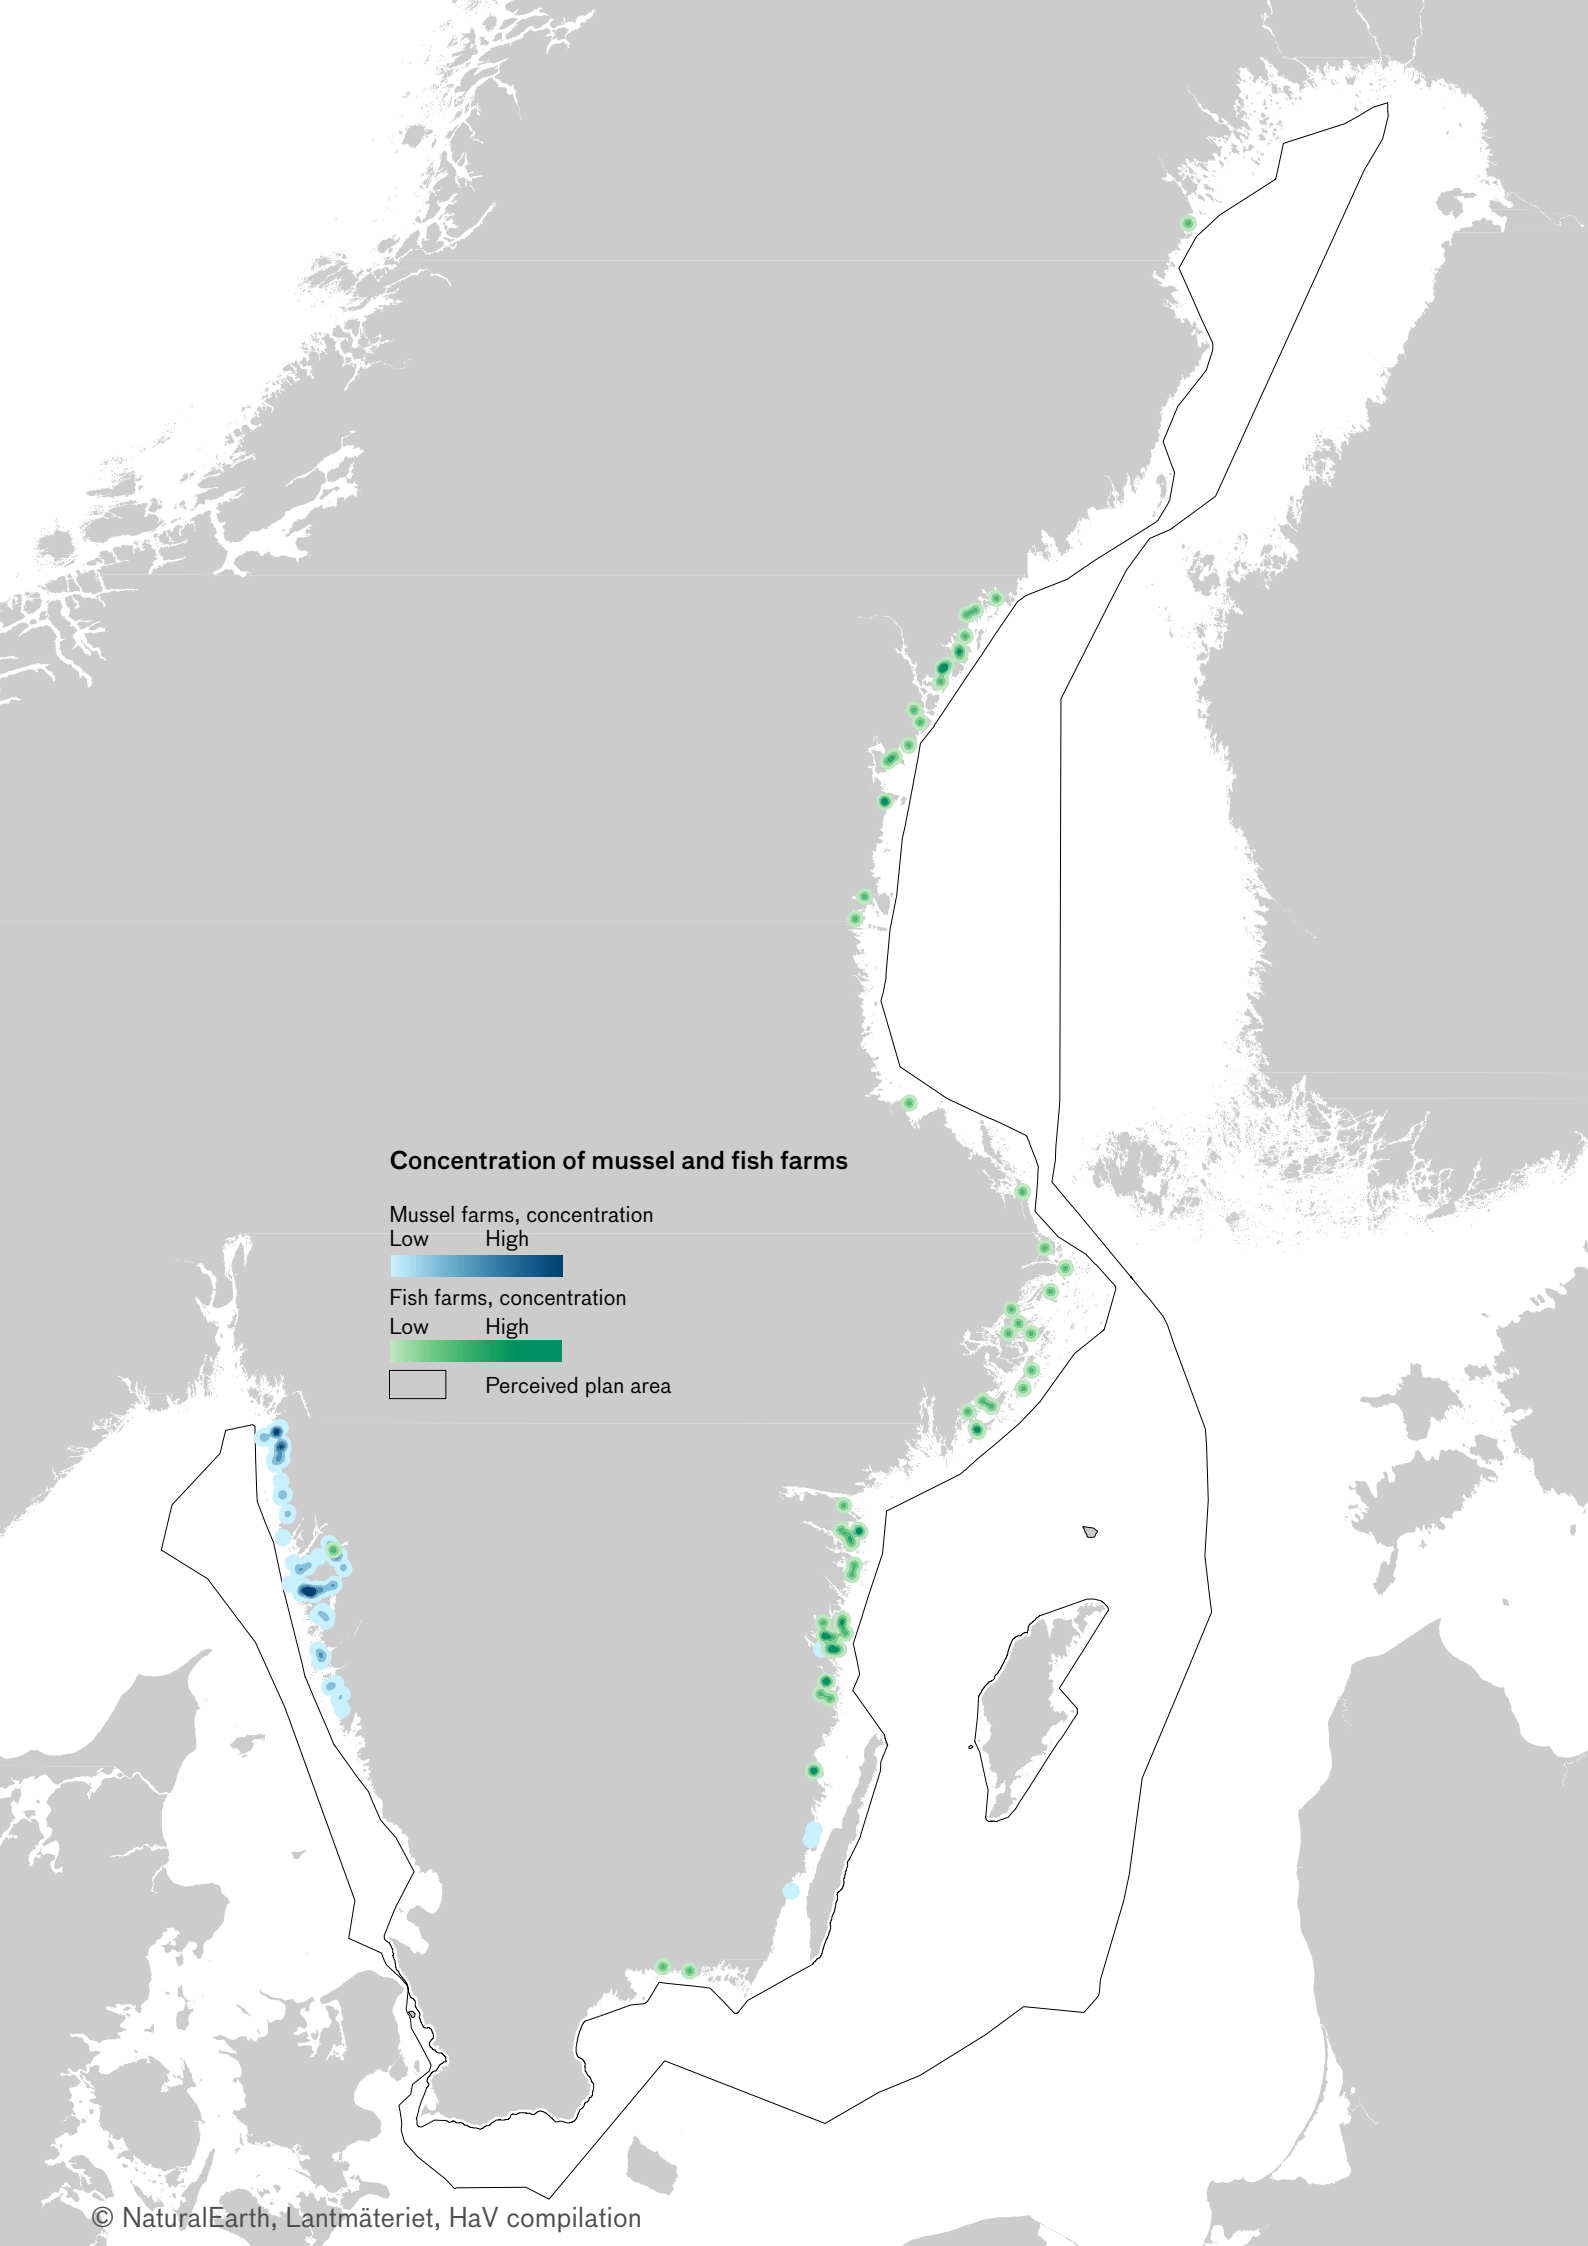 Concentration of mussel and fish farms
Mussel farms, concentration
Low High
Fish farms, concentration
Low High
Perceived plan area
© NaturalEarth, Lantmäteriet, HaV compilation